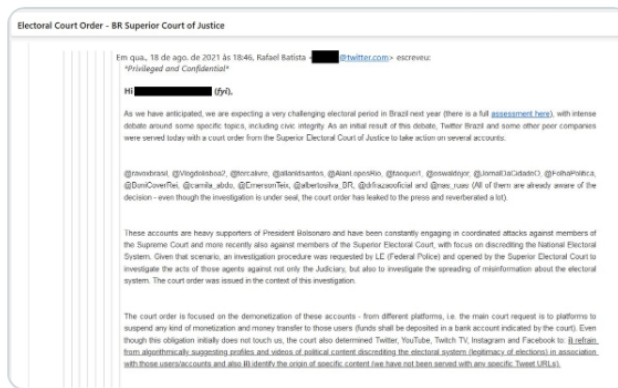 Electoral Court Order - BR Superior Court of Justice
Em qua., 18 de ago. de 2021 às 18:46, Rafael Batista < @twitter.com> escreveu:
*Privileged and Confidential*
Hi (fyi),
As we have anticipated, we are expecting a very challenging electoral period in Brazil next year (there is a full assessment here), with intense
debate around some specific topics, including civic integrity. As an initial result of this debate, Twitter Brazil and some other peer companies
were served today with a court order from the Superior Electoral Court of Justice to take action on several accounts.
@ravoxbrasil, @Vlogdolisboa2, @tercalivre, @allanldsantos, @AlanLopesRio, @taoquei1, @oswaldojor, @JornalDaCidadeO, @FolhaPolitica,
@DoniCoverRei, @camila_abdo, @EmersonTeix, @albertosilva_BR, @drfrazaooficial and @nas_ruas (All of them are already aware of the
decision - even though the investigation is under seal, the court order has leaked to the press and reverberated a lot).
These accounts are heavy supporters of President Bolsonaro and have been constantly engaging in coordinated attacks against members of
the Supreme Court and more recently also against members of the Superior Electoral Court, with focus on discrediting the National Electoral
System. Given that scenario, an investigation procedure was requested by LE (Federal Police) and opened by the Superior Electoral Court to
investigate the acts of those agents against not only the Judiciary, but also to investigate the spreading of misinformation about the electoral
system. The court order was issued in the context of this investigation.
The court order is focused on the demonetization of these accounts - from different platforms, i.e. the main court request is to platforms to
suspend any kind of monetization and money transfer to those users (funds shall be deposited in a bank account indicated by the court). Even
though this obligation initially does not touch us, the court also determined Twitter, YouTube, Twitch TV, Instagram and Facebook to: i) refrain
from algorithmically suggesting profiles and videos of political content discrediting the electoral system (legitimacy of elections) in association
with those users/accounts and also ii) identify the origin of specific content (we have not been served with any specific Tweet URLs).